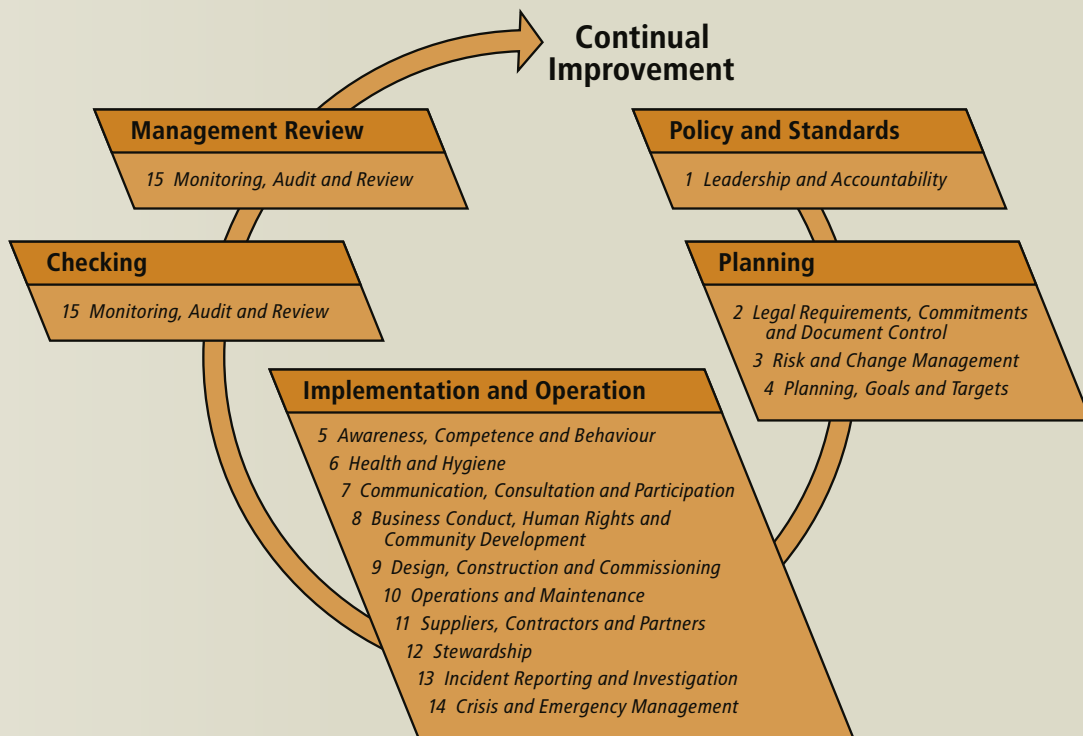 Continual
Improvement
Management Review
15 Monitoring, Audit and Review
Policy and Standards
1 Leadership and Accountability
Checking
15 Monitoring, Audit and Review
Planning
2 Legal Requirements, Commitments
and Document Control
3 Risk and Change Management
4 Planning, Goals and Targets
Implementation and Operation
5 Awareness, Competence and Behaviour
6 Health and Hygiene
7 Communication, Consultation and Participation
8 Business Conduct, Human Rights and
Community Development
9 Design, Construction and Commissioning
10 Operations and Maintenance
11 Suppliers, Contractors and Partners
12 Stewardship
13 Incident Reporting and Investigation
14 Crisis and Emergency Management